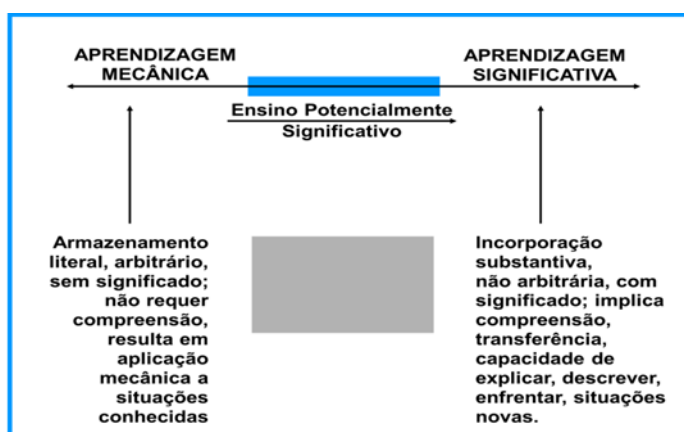 APRENDIZAGEM
MECÂNICA
APRENDIZAGEM
SIGNIFICATIVA
Ensino Potencialmente
Significativo
Armazenamento
literal, arbitrário,
sem significado;
não requer
compreensão,
resulta em
aplicação
mecânica a
situações
conhecidas
Incorporação
substantiva,
não arbitrária, com
significado; implica
compreensão,
transferência,
capacidade de
explicar, descrever,
enfrentar, situações
novas.